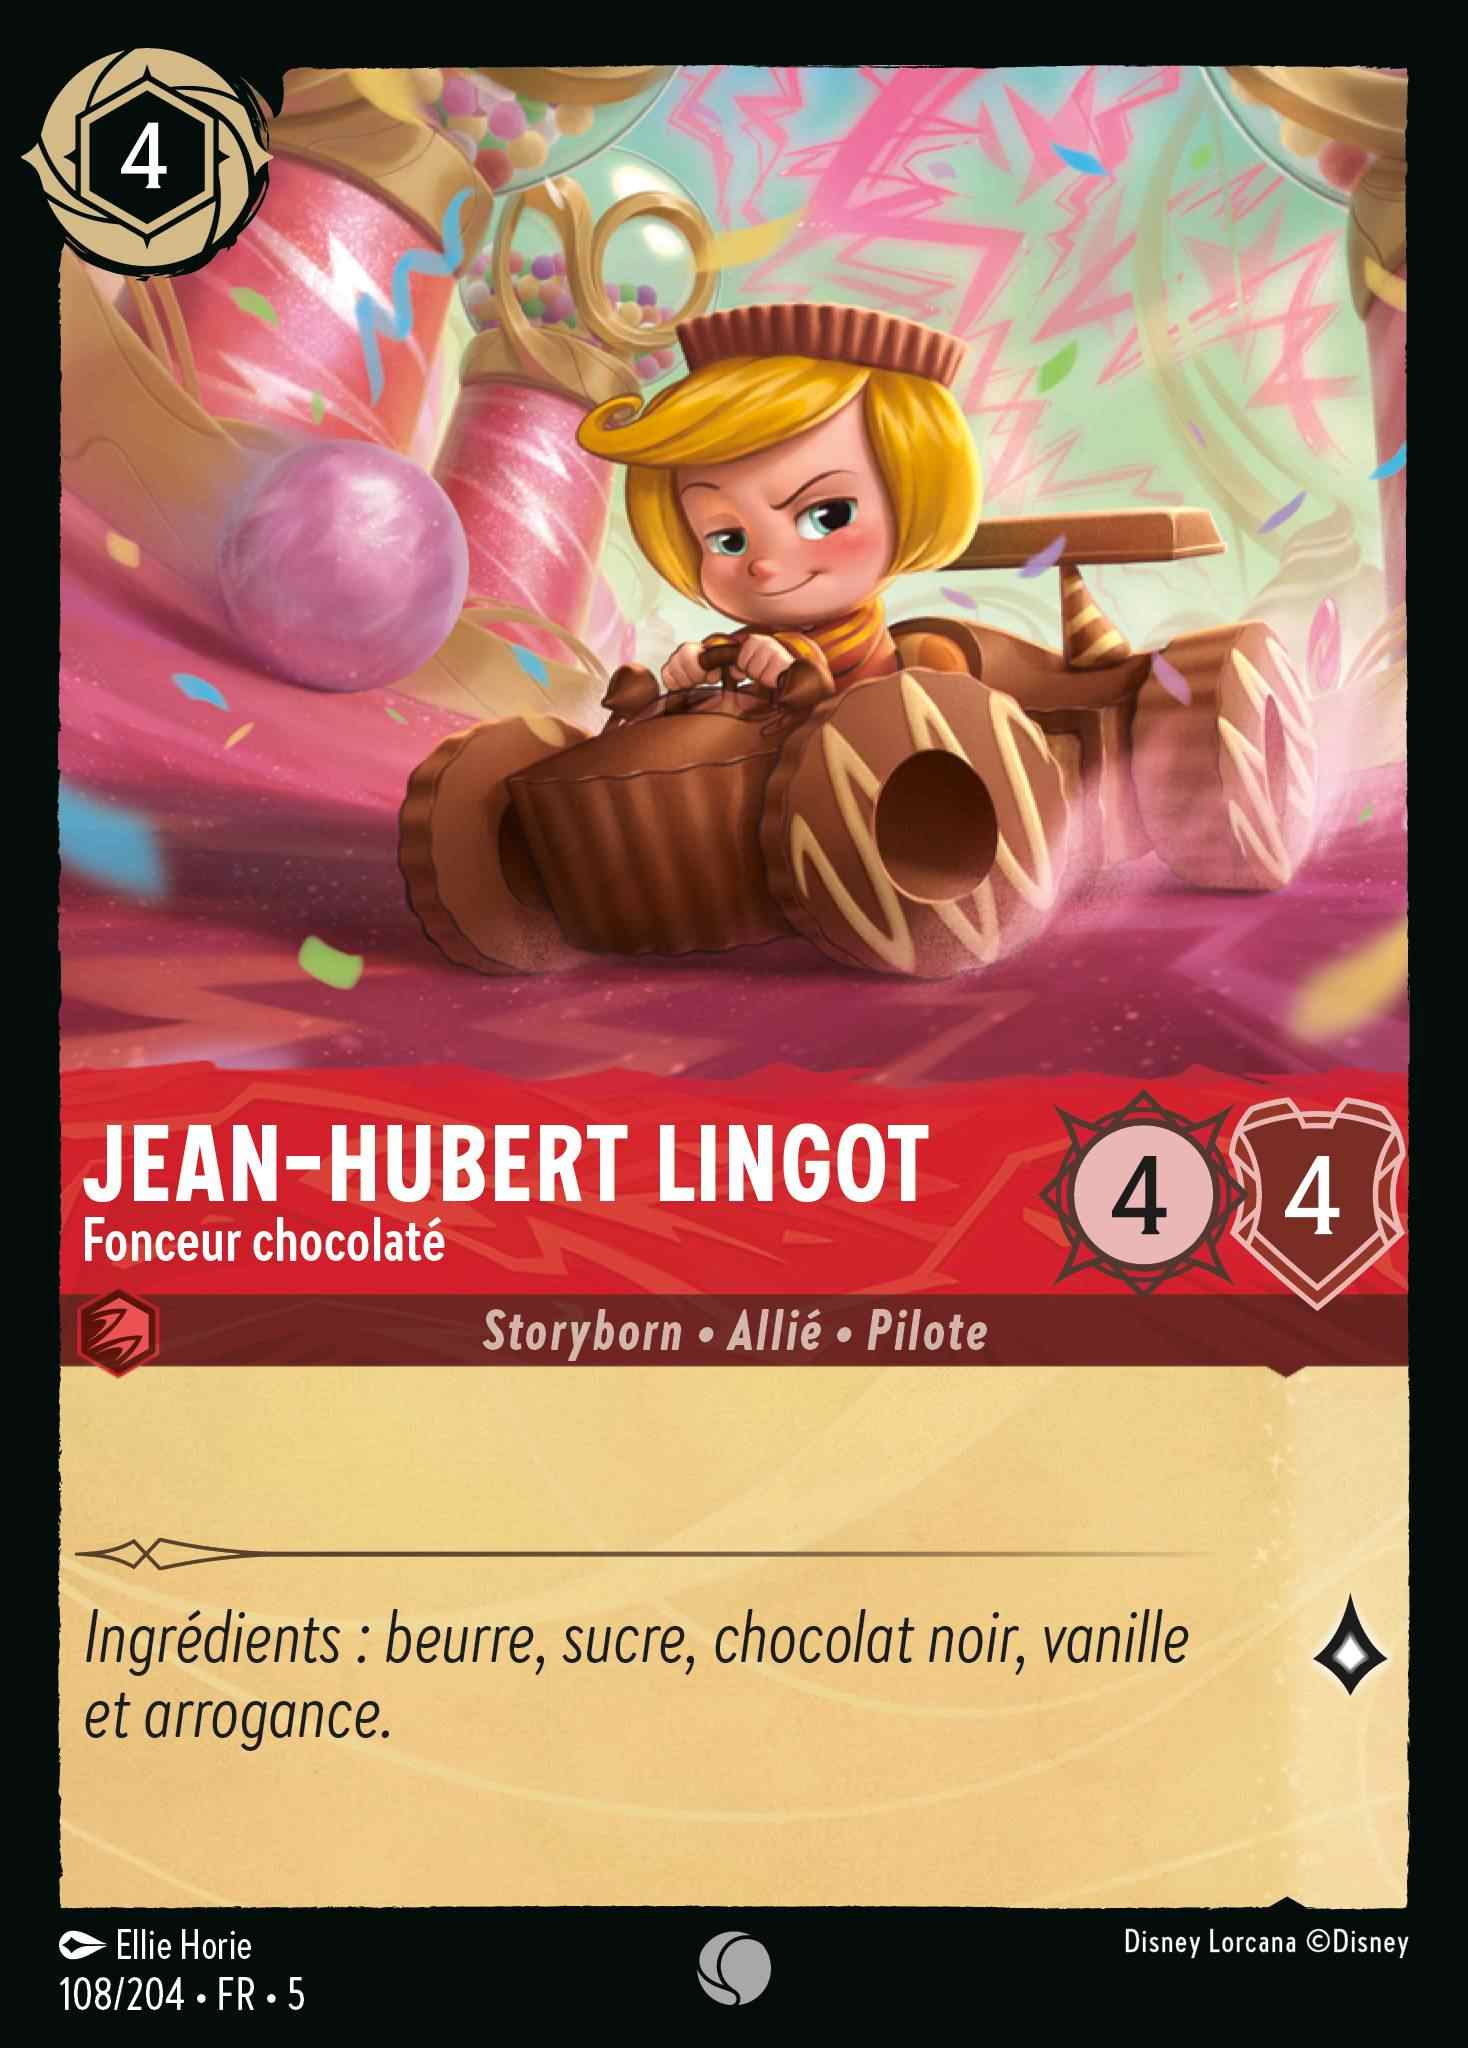 4
JEAN-HUBERT LINGOT
Fonceur chocolaté
4 4
Storyborn • Allié • Pilote
Ingrédients : beurre, sucre, chocolat noir, vanille
et arrogance.
Ellie Horie
Disney Lorcana ©Disney
108/204 • FR • 5